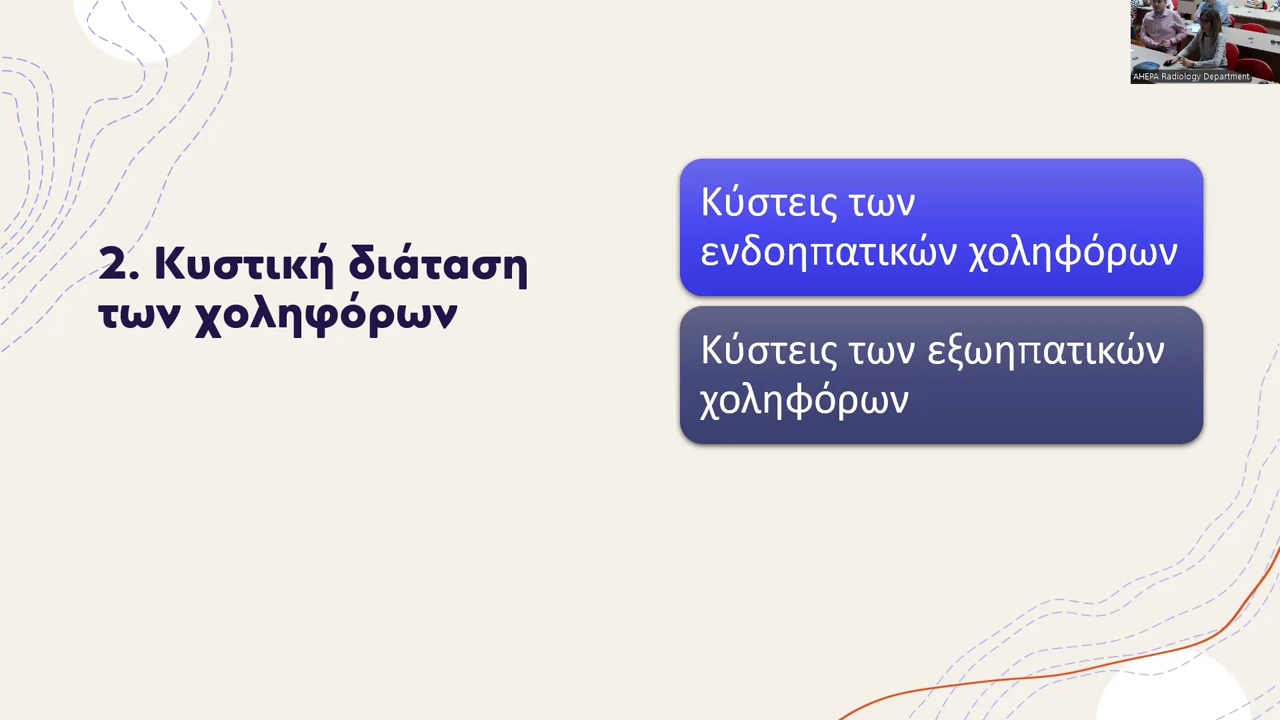 AHEPA Radiology Department
2. Κυστική διάταση
των χοληφόρων
Κύστεις των
ενδοηπατικών χοληφόρων
Κύστεις των εξωηπατικών
χοληφόρων